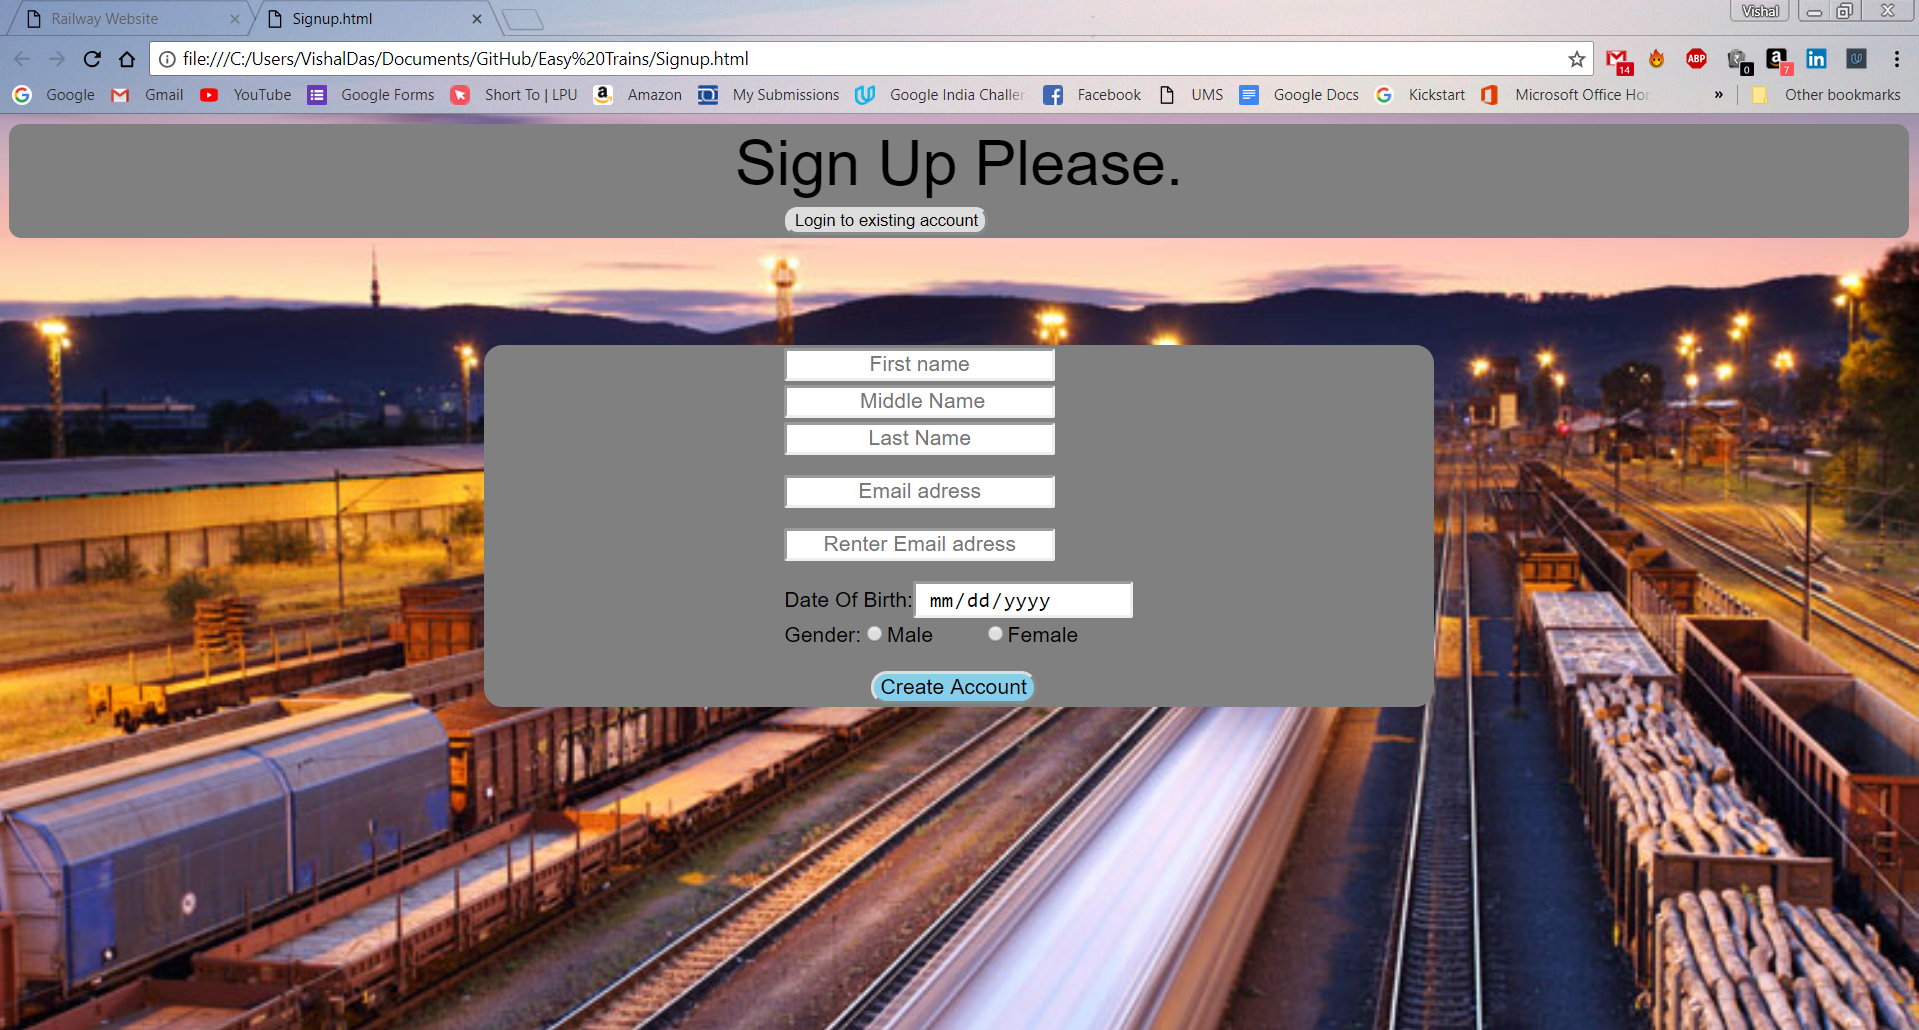 Railway Website
Signup.html
Vishal
file:///C:/Users/VishalDas/Documents/GitHub/Easy%20Trains/Signup.html
14
ABP
0
a
7
in
Google
Gmail
YouTube
Google Forms
Short To | LPU
Amazon
My Submissions
Google India Challen
Facebook
UMS
Google Docs
Kickstart
Microsoft Office Hom
»
Other bookmarks
Sign Up Please.
Login to existing account
First name
Middle Name
Last Name
Email adress
Renter Email adress
Date Of Birth: mm/dd/yyyy
Gender: Male Female
Create Account